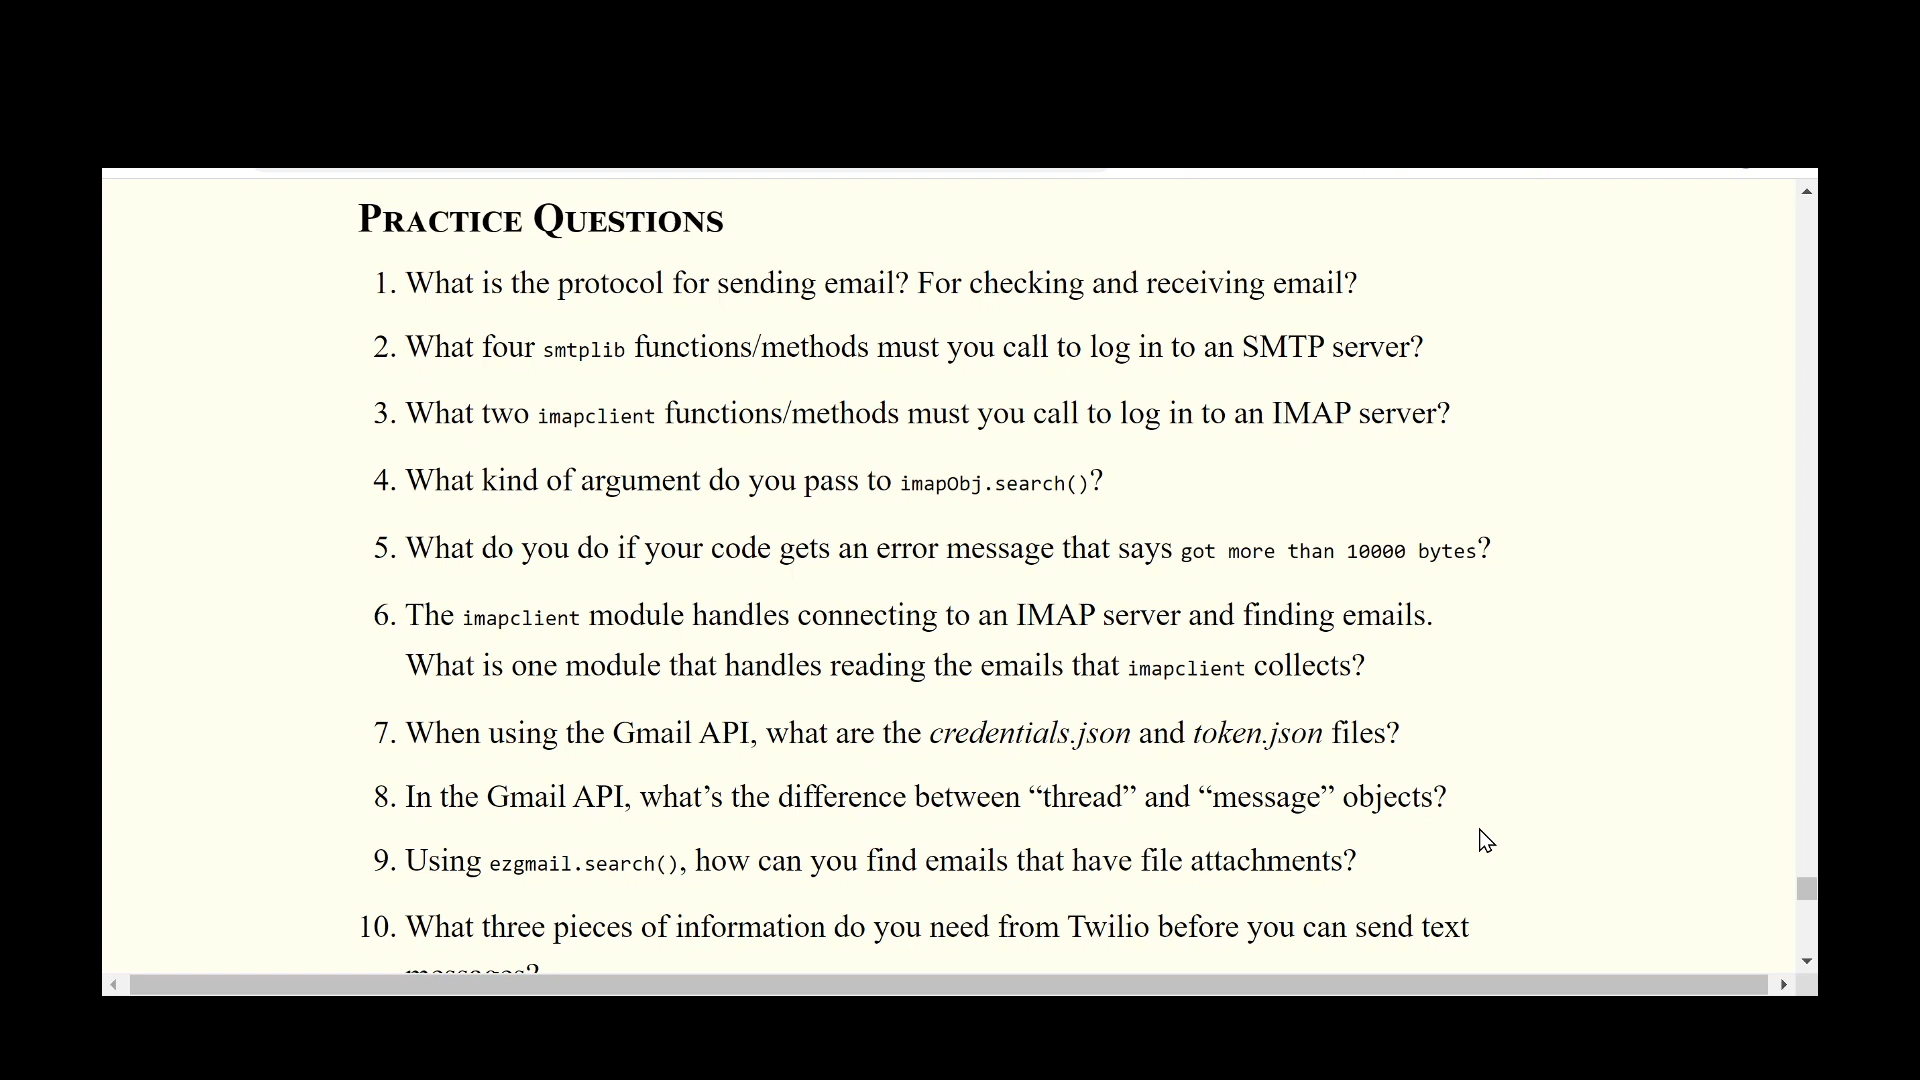 PRACTICE QUESTIONS
1. What is the protocol for sending email? For checking and receiving email?
2. What four smtplib functions/methods must you call to log in to an SMTP server?
3. What two imapclient functions/methods must you call to log in to an IMAP server?
4. What kind of argument do you pass to imapObj.search()?
5. What do you do if your code gets an error message that says got more than 10000 bytes?
6. The imapclient module handles connecting to an IMAP server and finding emails.
What is one module that handles reading the emails that imapclient collects?
7. When using the Gmail API, what are the credentials.json and token.json files?
8. In the Gmail API, what’s the difference between “thread” and “message” objects?
9. Using ezgmail.search(), how can you find emails that have file attachments?
10. What three pieces of information do you need from Twilio before you can send text
messages?